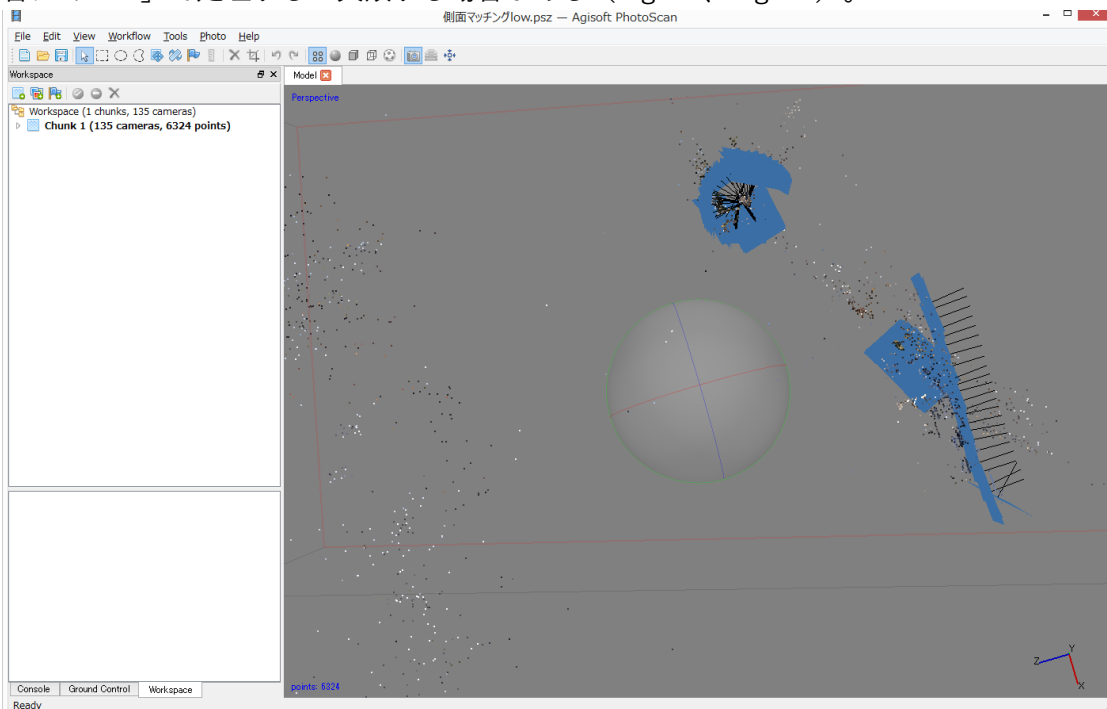 側面マッチングlow.psz — Agisoft PhotoScan
File Edit View Workflow Tools Photo Help
Workspace
Model
Workspace (1 chunks, 135 cameras)
Chunk 1 (135 cameras, 6324 points)
Perspective
Z
Y
X
points: 6324
Console Ground Control Workspace
Ready